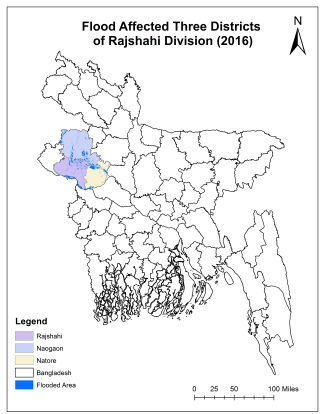 Flood Affected Three Districts
of Rajshahi Division (2016)
N
Legend
Rajshahi
Naogaon
Natore
Bangladesh
Flooded Area
0 25 50 100 Miles